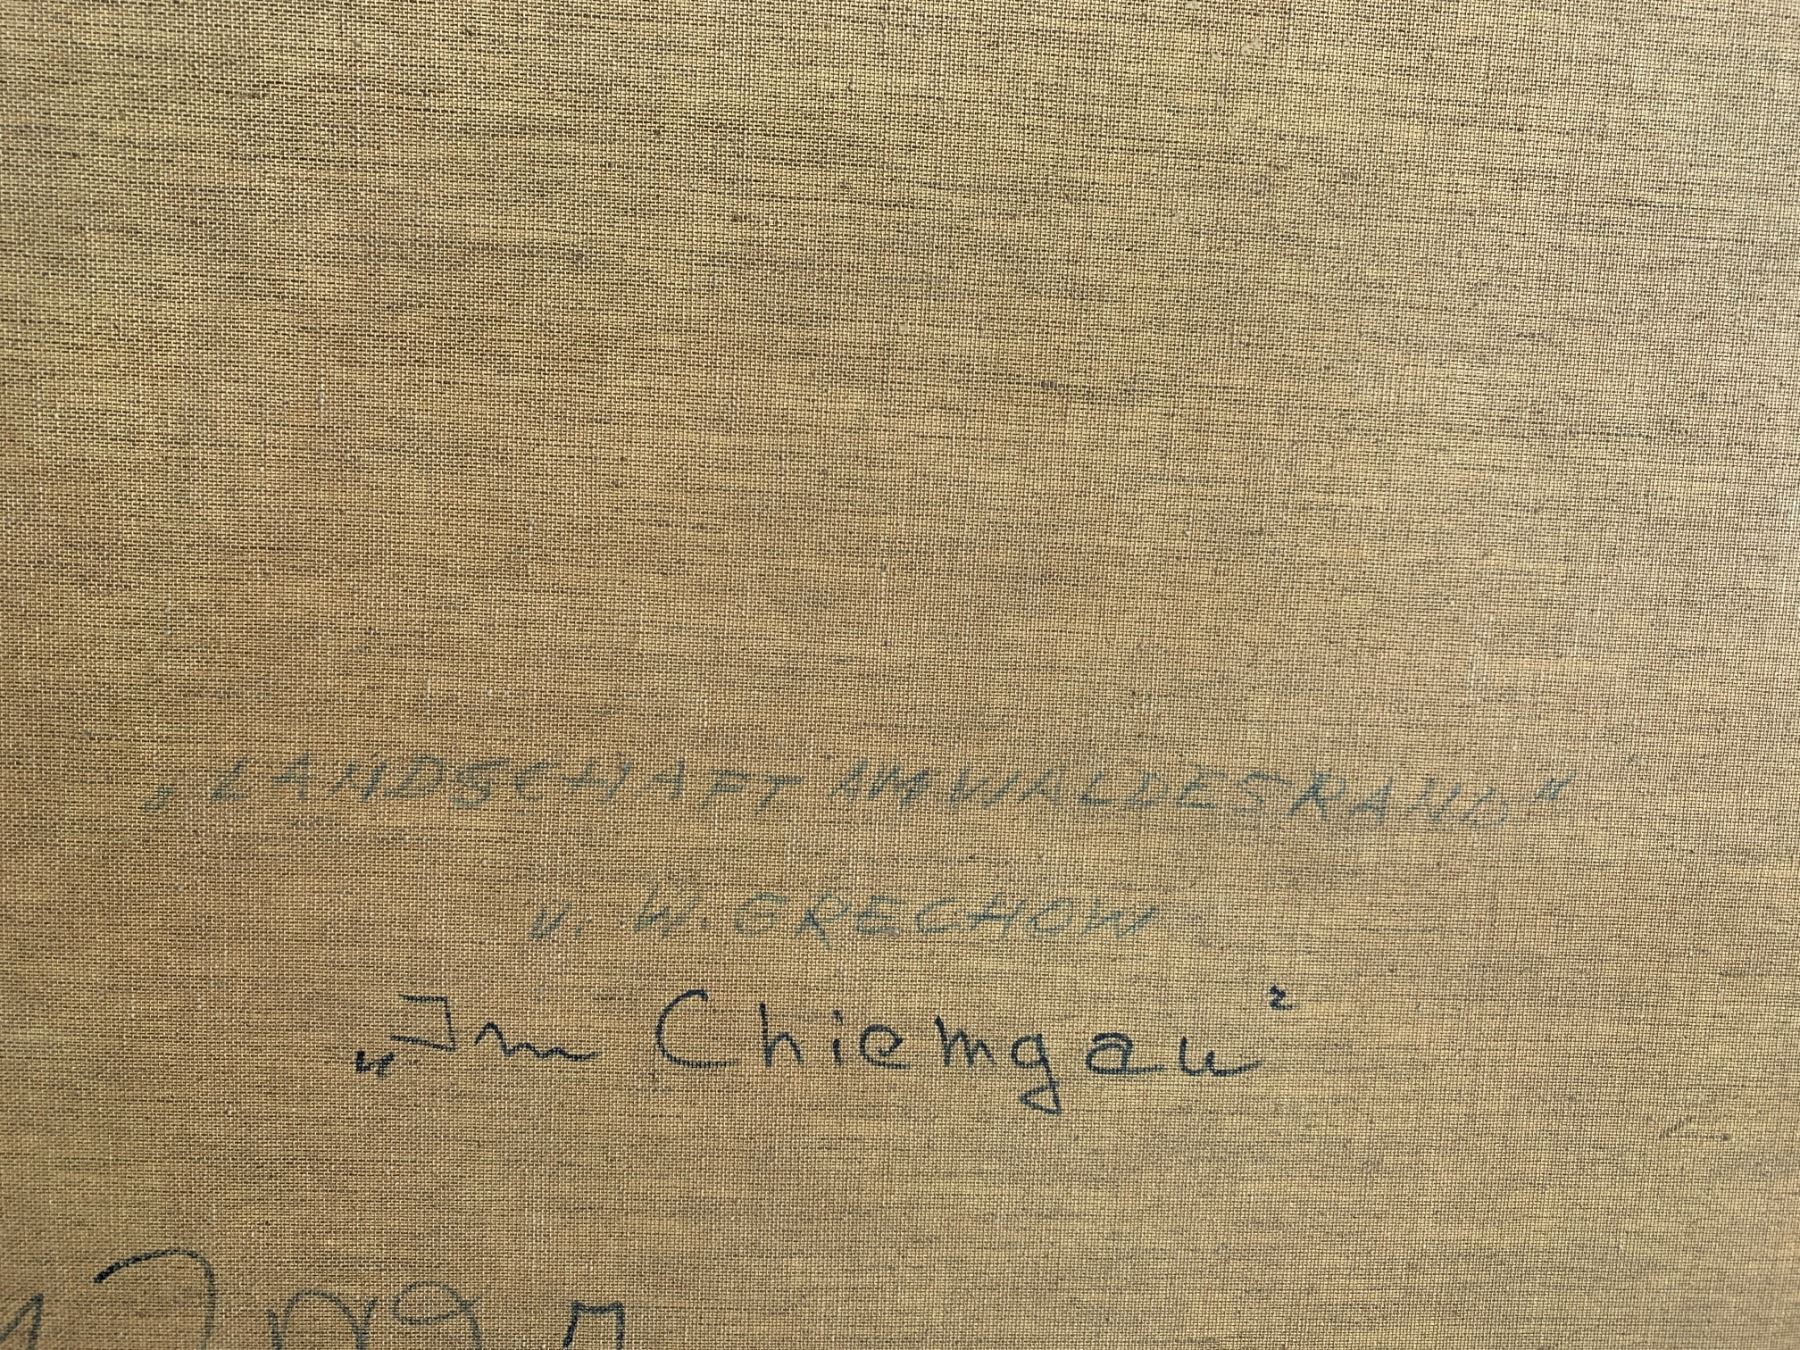 „LANDSCHAFT AM WALDESRAND"
v. W. GRECHOW
„Im Chiemgau"